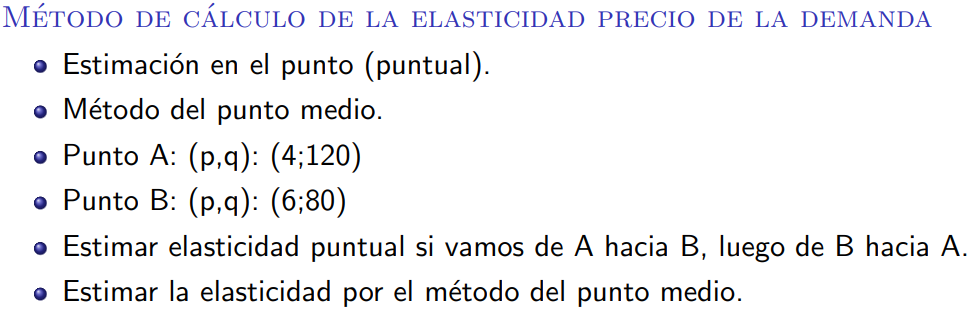 Método de cálculo de la elasticidad precio de la demanda
Estimación en el punto (puntual).
Método del punto medio.
Punto A: (p,q): (4;120)
Punto B: (p,q): (6;80)
Estimar elasticidad puntual si vamos de A hacia B, luego de B hacia A.
Estimar la elasticidad por el método del punto medio.